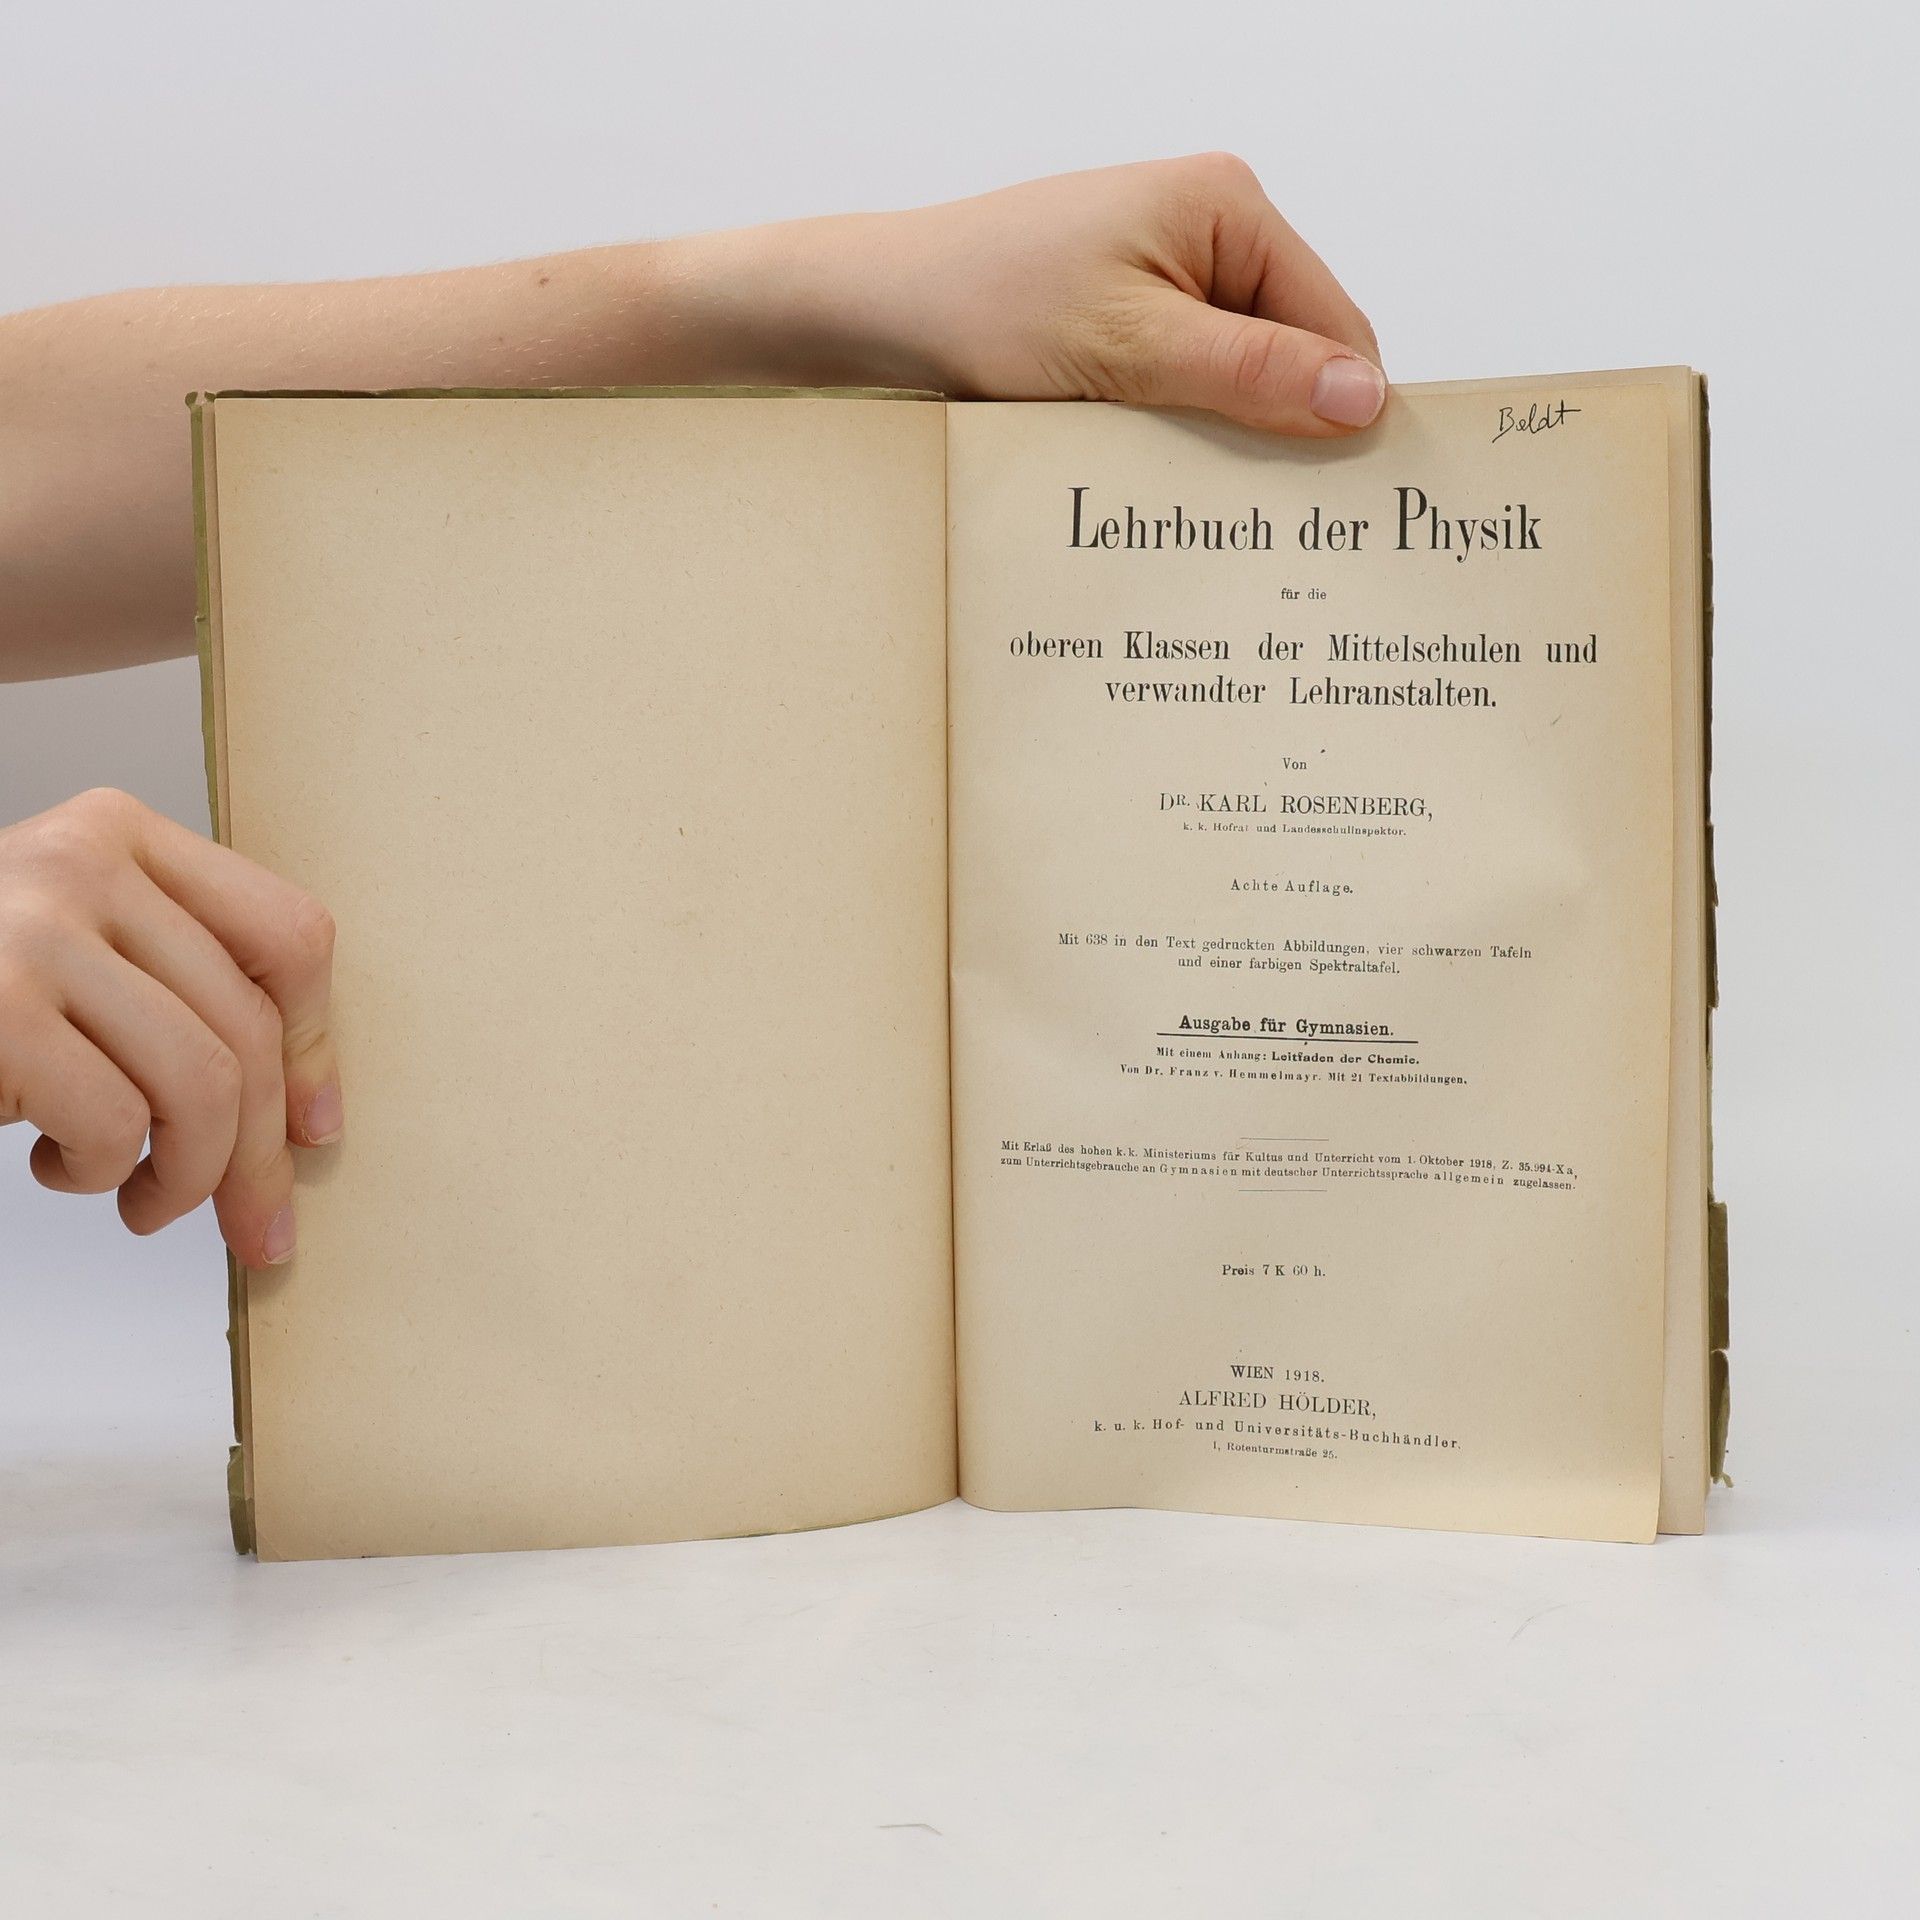 Lehrbuch der Physik
für die
oberen Klassen der Mittelschulen und
verwandter Lehranstalten.
Von
DR. KARL ROSENBERG,
k. k. Hofrat und Landesschulinspektor.
Achte Auflage.
Mit 638 in den Text gedruckten Abbildungen, vier schwarzen Tafeln
und einer farbigen Spektraltafel.
Ausgabe für Gymnasien.
Mit einem Anhang: Leitfaden der Chemie.
Von Dr. Franz v. Hemmelmayr. Mit 21 Textabbildungen.
Mit Erlaß des hohen k. k. Ministeriums für Kultus und Unterricht vom 1. Oktober 1918, Z. 35.994-X a,
zum Unterrichtsgebrauche an Gymnasien mit deutscher Unterrichtssprache allgemein zugelassen.
Preis 7 K 60 h.
WIEN 1918.
ALFRED HÖLDER,
k. u. k. Hof- und Universitäts-Buchhändler,
I, Rotenturmstraße 25.